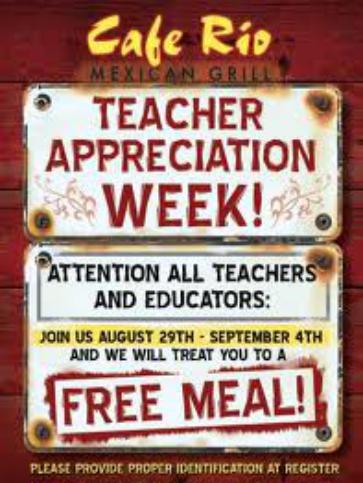 Cafe Rio
MEXICAN GRILL
TEACHER
APPRECIATION
WEEK!
ATTENTION ALL TEACHERS
AND EDUCATORS:
JOIN US AUGUST 29TH - SEPTEMBER 4TH
AND WE WILL TREAT YOU TO A
FREE MEAL!
PLEASE PROVIDE PROPER IDENTIFICATION AT REGISTER